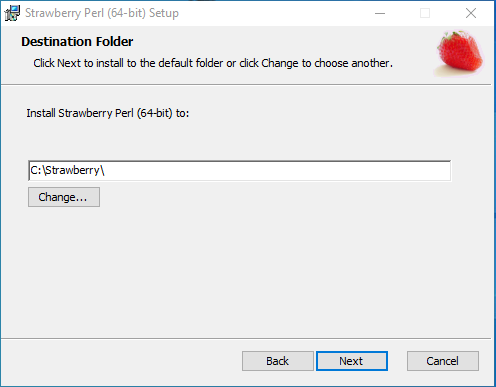 Strawberry Perl (64-bit) Setup
Destination Folder
Click Next to install to the default folder or click Change to choose another.
Install Strawberry Perl (64-bit) to:
C:\Strawberry\
Change...
Back
Next
Cancel